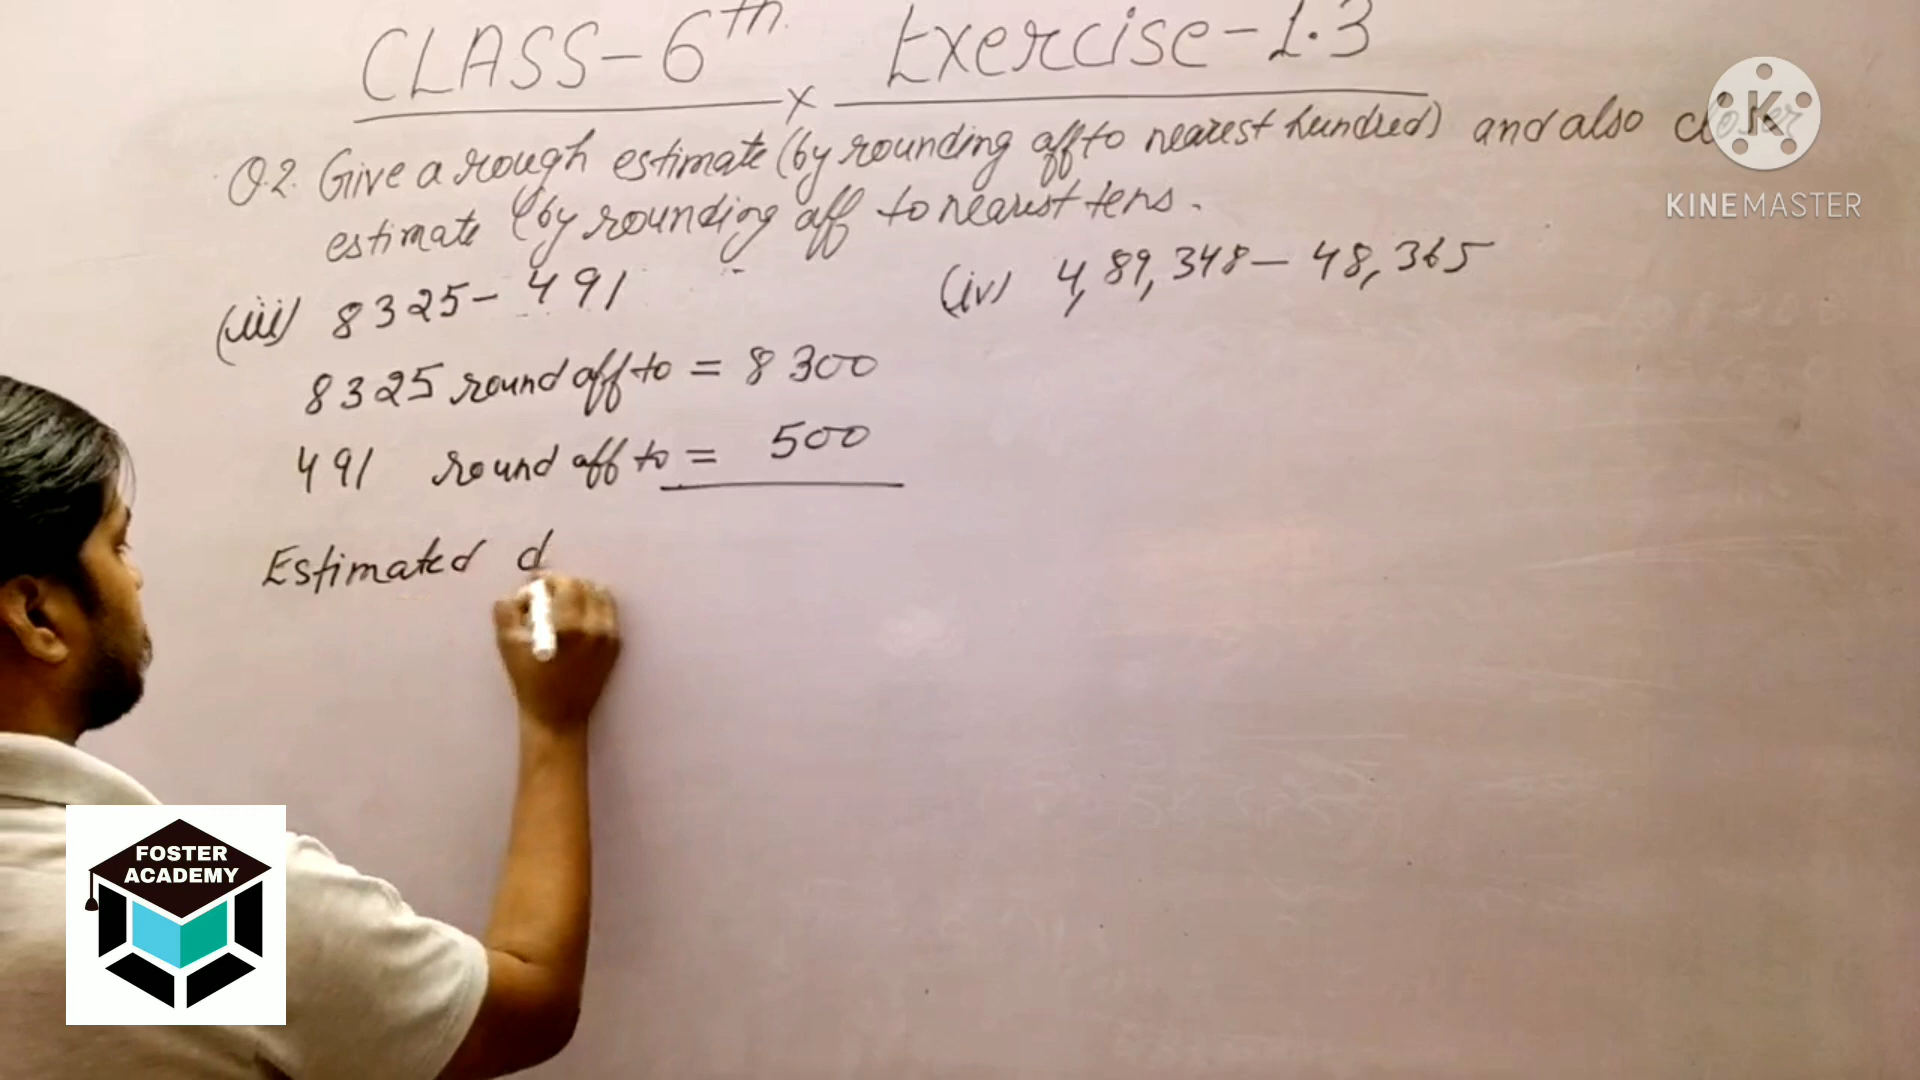 CLASS-6th x Exercise-1.3
Q.2. Give a rough estimate (by rounding off to nearest hundred) and also closer
estimate (by rounding off to nearest tens.
(iii) 8325 - 491
(iv) 4,89,348 - 48,365
8325 round off to = 8300
491 round off to = 500
Estimated d
KINEMASTER
FOSTER
ACADEMY